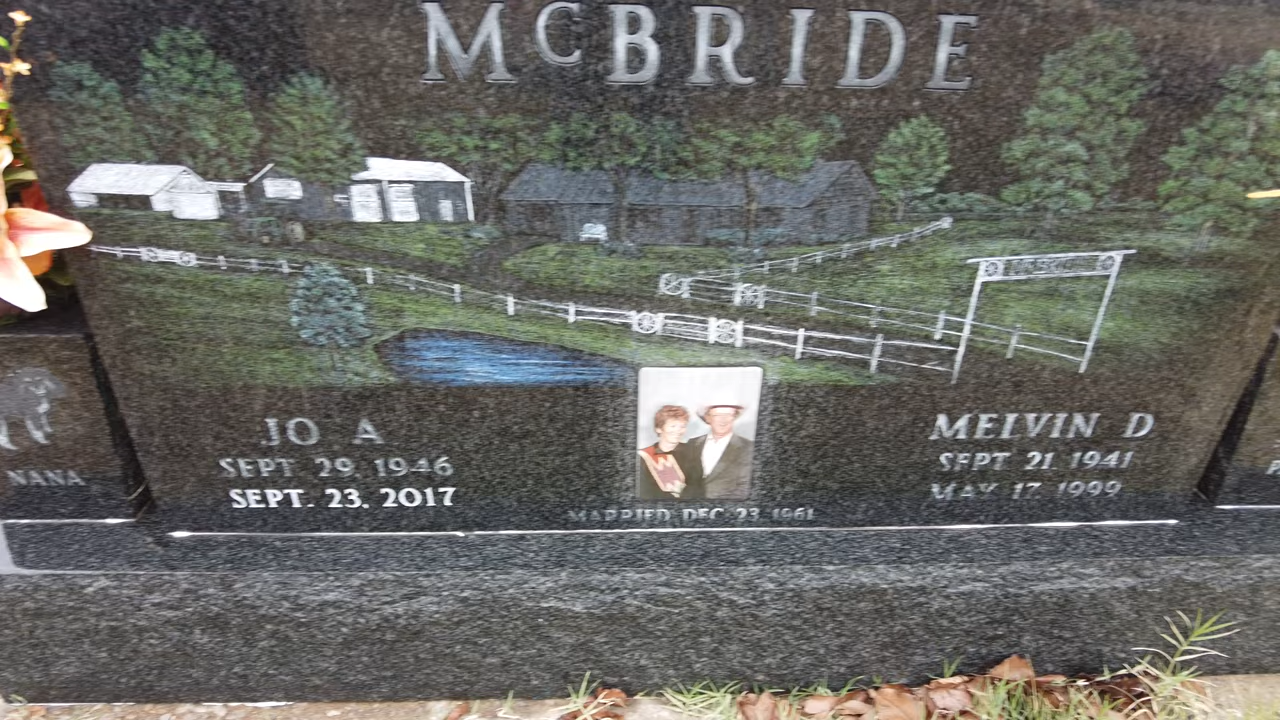 McBRIDE
JO A
SEPT 29, 1946
SEPT. 23, 2017
MELVIN D
SEPT 21, 1941
MAY 17, 1999
MARRIED DEC 23, 1961
NANA